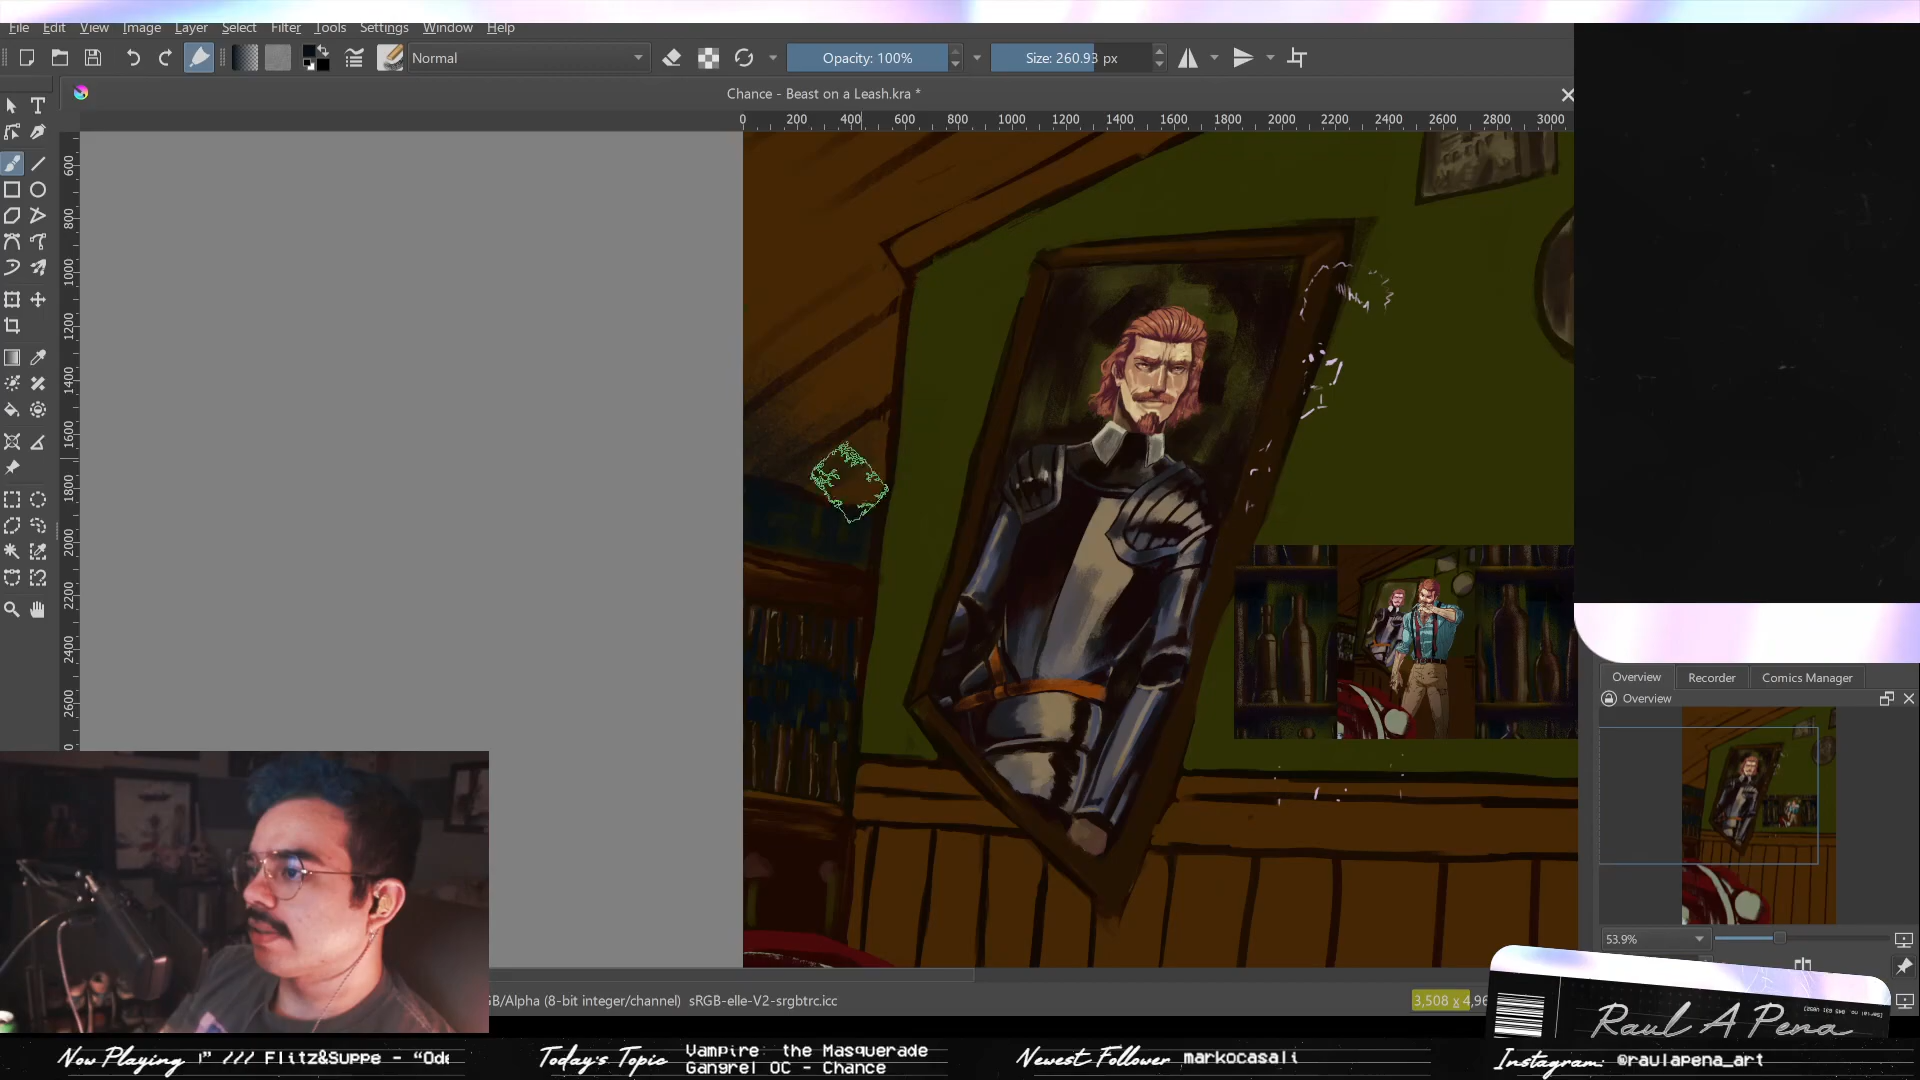 File Edit View Image Layer Select Filter Tools Settings Window Help
Normal
Opacity: 100%
Size: 260.93 px
Chance - Beast on a Leash.kra *
0 200 400 600 800 1000 1200 1400 1600 1800 2000 2200 2400 2600 2800 3000
600
800
1000
1200
1400
1600
1800
2000
2200
2400
2600
0
Overview
Recorder
Comics Manager
Overview
53.9%
GB/Alpha (8-bit integer/channel) sRGB-elle-V2-srgbtrc.icc
3,508 x 4,96
Raul A Pena
Now Playing
" /// Flitz&Suppe - "Ode
Today's Topic
Vampire: the Masquerade
Gangrel OC - Chance
Newest Follower
markocasali
Instagram:
@raulapena_art